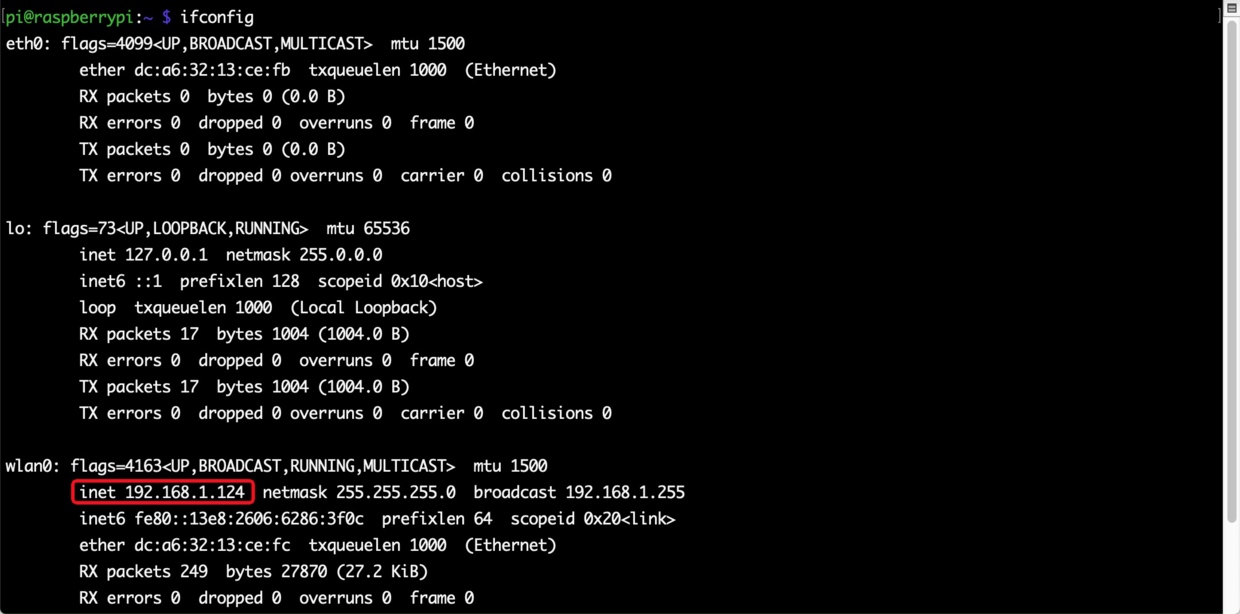 [pi@raspberrypi:~ $ ifconfig ]
eth0: flags=4099<UP,BROADCAST,MULTICAST>  mtu 1500
        ether dc:a6:32:13:ce:fb  txqueuelen 1000  (Ethernet)
        RX packets 0  bytes 0 (0.0 B)
        RX errors 0  dropped 0  overruns 0  frame 0
        TX packets 0  bytes 0 (0.0 B)
        TX errors 0  dropped 0 overruns 0  carrier 0  collisions 0

lo: flags=73<UP,LOOPBACK,RUNNING>  mtu 65536
        inet 127.0.0.1  netmask 255.0.0.0
        inet6 ::1  prefixlen 128  scopeid 0x10<host>
        loop  txqueuelen 1000  (Local Loopback)
        RX packets 17  bytes 1004 (1004.0 B)
        RX errors 0  dropped 0  overruns 0  frame 0
        TX packets 17  bytes 1004 (1004.0 B)
        TX errors 0  dropped 0 overruns 0  carrier 0  collisions 0

wlan0: flags=4163<UP,BROADCAST,RUNNING,MULTICAST>  mtu 1500
        inet 192.168.1.124  netmask 255.255.255.0  broadcast 192.168.1.255
        inet6 fe80::13e8:2606:6286:3f0c  prefixlen 64  scopeid 0x20<link>
        ether dc:a6:32:13:ce:fc  txqueuelen 1000  (Ethernet)
        RX packets 249  bytes 27870 (27.2 KiB)
        RX errors 0  dropped 0  overruns 0  frame 0